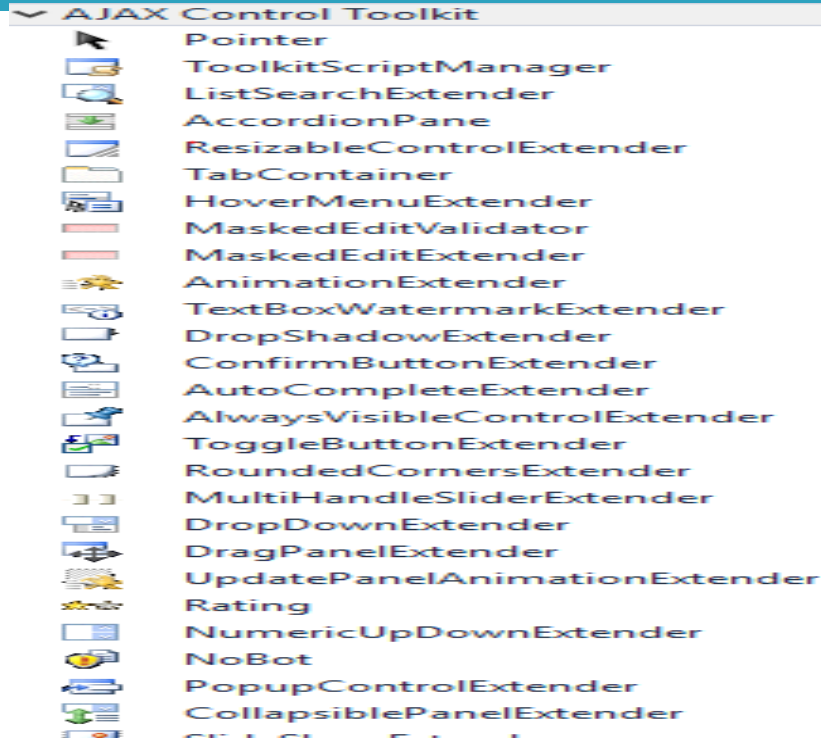 AJAX Control Toolkit
Pointer
ToolkitScriptManager
ListSearchExtender
AccordionPane
ResizableControlExtender
TabContainer
HoverMenuExtender
MaskedEditValidator
MaskedEditExtender
AnimationExtender
TextBoxWatermarkExtender
DropShadowExtender
ConfirmButtonExtender
AutoCompleteExtender
AlwaysVisibleControlExtender
ToggleButtonExtender
RoundedCornersExtender
MultiHandleSliderExtender
DropDownExtender
DragPanelExtender
UpdatePanelAnimationExtender
Rating
NumericUpDownExtender
NoBot
PopupControlExtender
CollapsiblePanelExtender